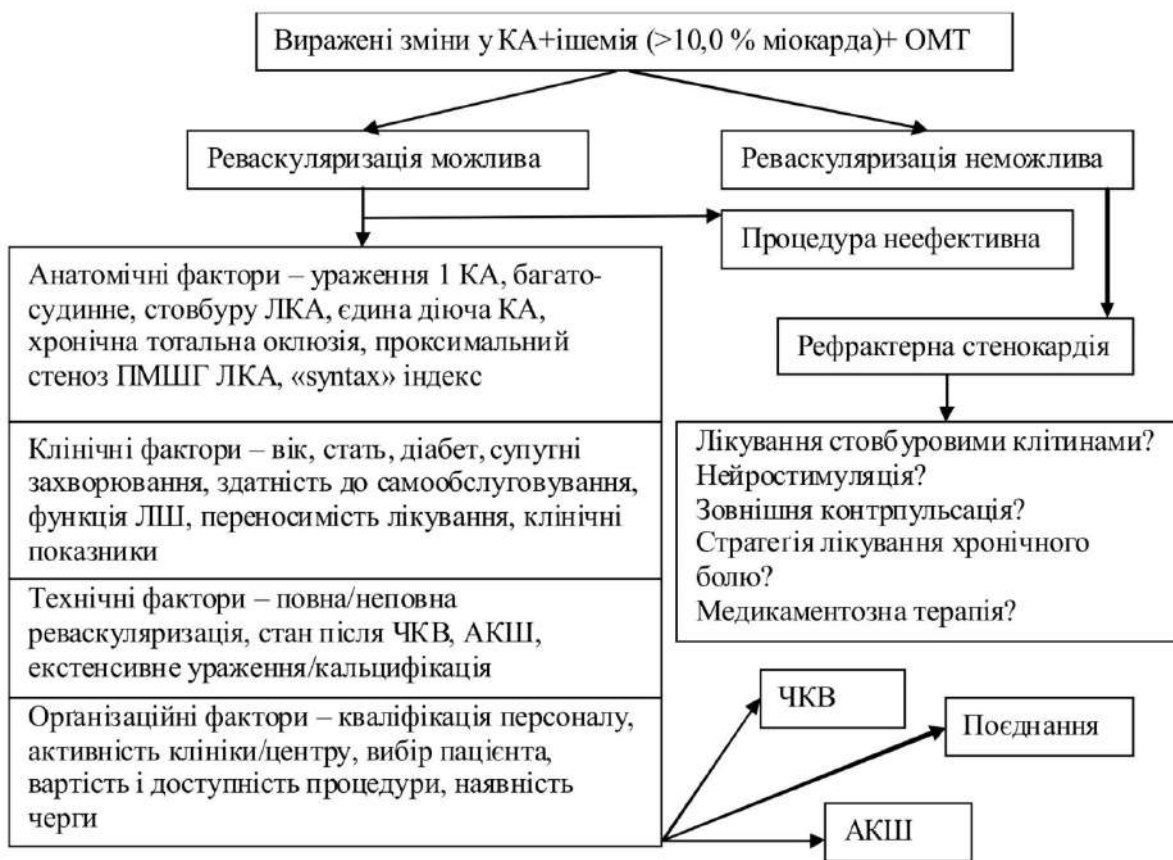 Виражені зміни у КА+ішемія (>10,0 % міокарда)+ ОМТ
Реваскуляризація можлива
Реваскуляризація неможлива
Процедура неефективна
Анатомічні фактори – ураження 1 КА, багато-
судинне, стовбуру ЛКА, єдина діюча КА,
хронічна тотальна оклюзія, проксимальний
стеноз ПМШГ ЛКА, «syntax» індекс
Рефрактерна стенокардія
Клінічні фактори – вік, стать, діабет, супутні
захворювання, здатність до самообслуговування,
функція ЛШ, переносимість лікування, клінічні
показники
Лікування стовбуровими клітинами?
Нейростимуляція?
Зовнішня контрпульсація?
Стратегія лікування хронічного
болю?
Медикаментозна терапія?
Технічні фактори – повна/неповна
реваскуляризація, стан після ЧКВ, АКШ,
екстенсивне ураження/кальцифікація
Організаційні фактори – кваліфікація персоналу,
активність клініки/центру, вибір пацієнта,
вартість і доступність процедури, наявність
черги
ЧКВ
Поєднання
АКШ